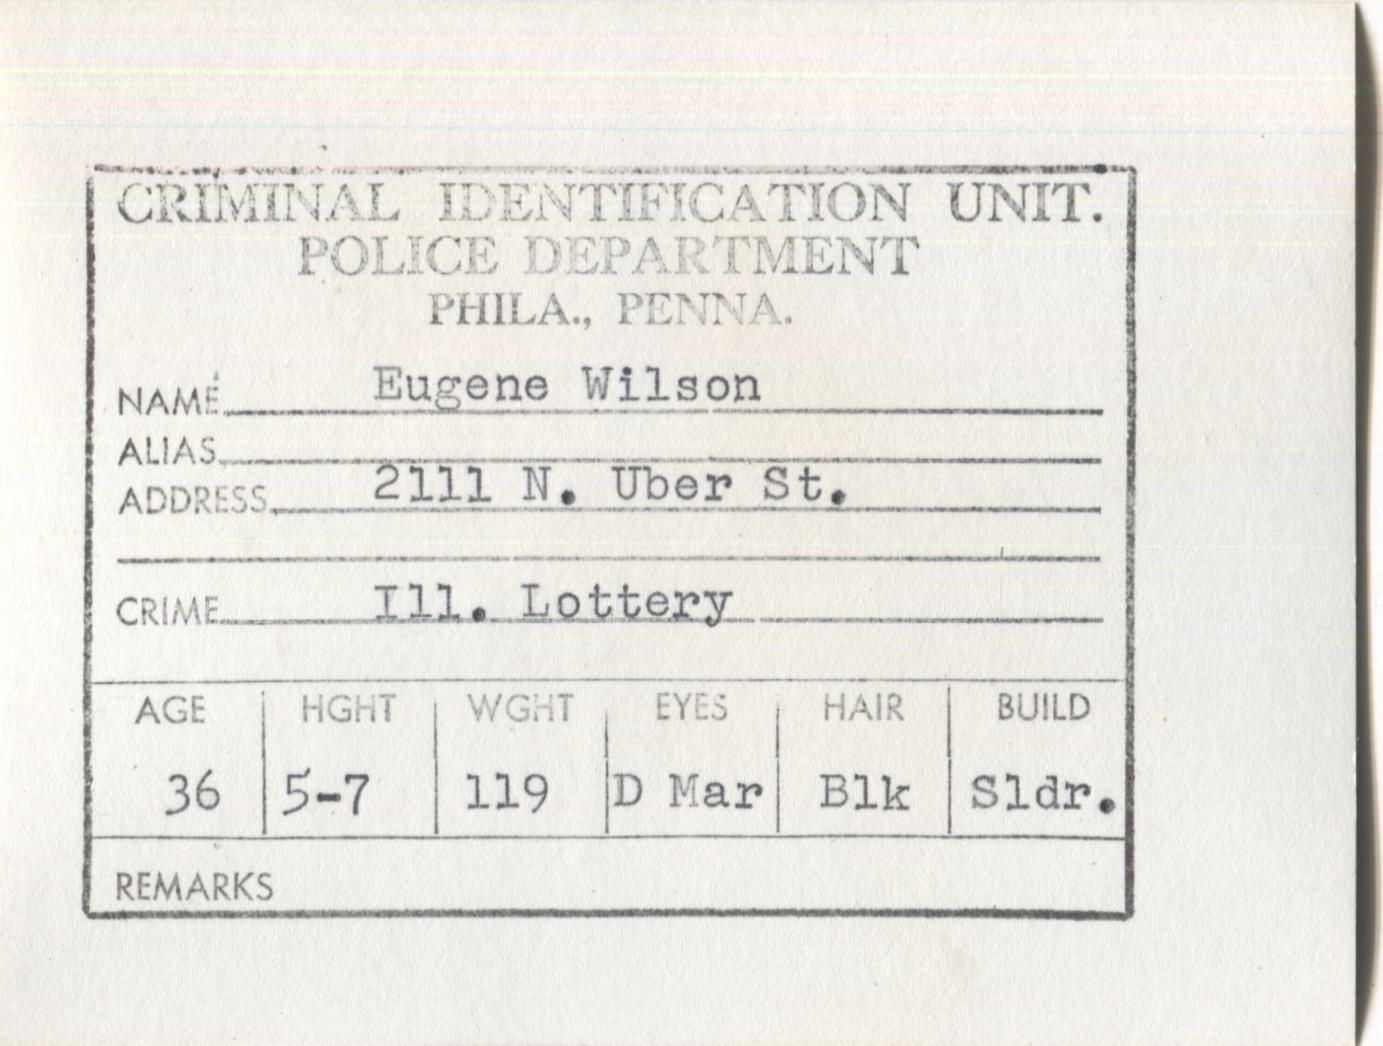 CRIMINAL IDENTIFICATION UNIT.
POLICE DEPARTMENT
PHILA., PENNA.
NAME Eugene Wilson
ALIAS
ADDRESS 2111 N. Uber St.
CRIME Ill. Lottery
AGE HGHT WGHT EYES HAIR BUILD
36 5-7 119 D Mar Blk Sldr.
REMARKS